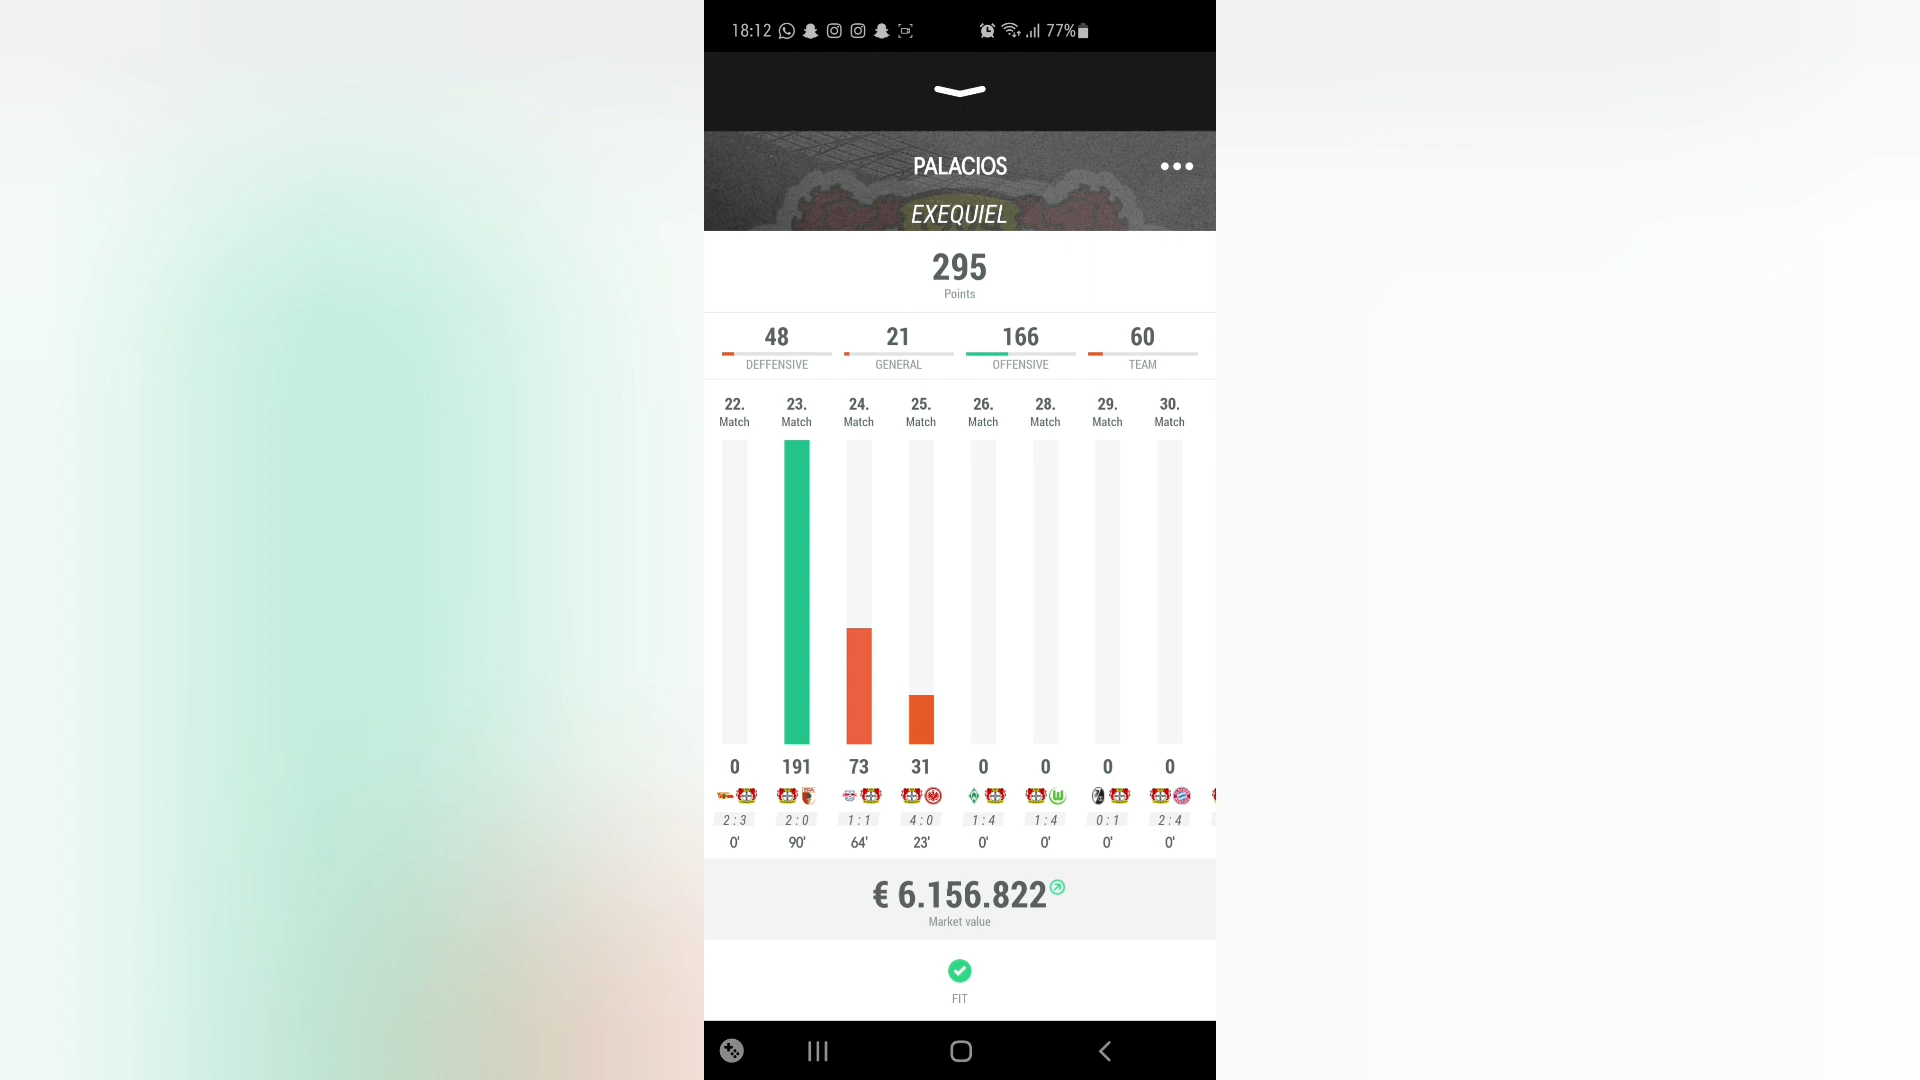 18:12 77%
PALACIOS
EXEQUIEL
295
Points
48 21 166 60
DEFFENSIVE GENERAL OFFENSIVE TEAM
22. 23. 24. 25. 26. 28. 29. 30.
Match Match Match Match Match Match Match Match
0 191 73 31 0 0 0 0
2 : 3 2 : 0 1 : 1 4 : 0 1 : 4 1 : 4 0 : 1 2 : 4
0' 90' 64' 23' 0' 0' 0' 0'
€ 6.156.822
Market value
FIT